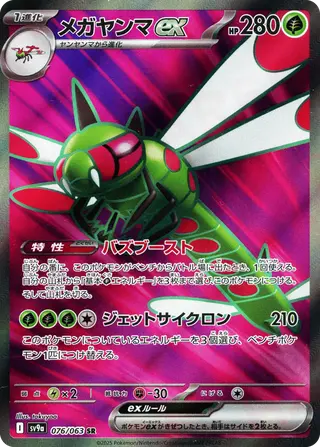 1進化
メガヤンマex
HP280
ヤンヤンマから進化
特性 バズブースト
自分の番に、このポケモンがベンチからバトル場に出たとき、1回使える。
自分の山札から基本エネルギーを3枚まで選び、このポケモンにつける。
そして山札を切る。
ジェットサイクロン 210
このポケモンについているエネルギーを3個選び、ベンチポケモン1匹につけ替える。
弱点 ×2 抵抗力 -30 にげる
Illus. takuyoa
exルール
I SV9a 076/063 SR